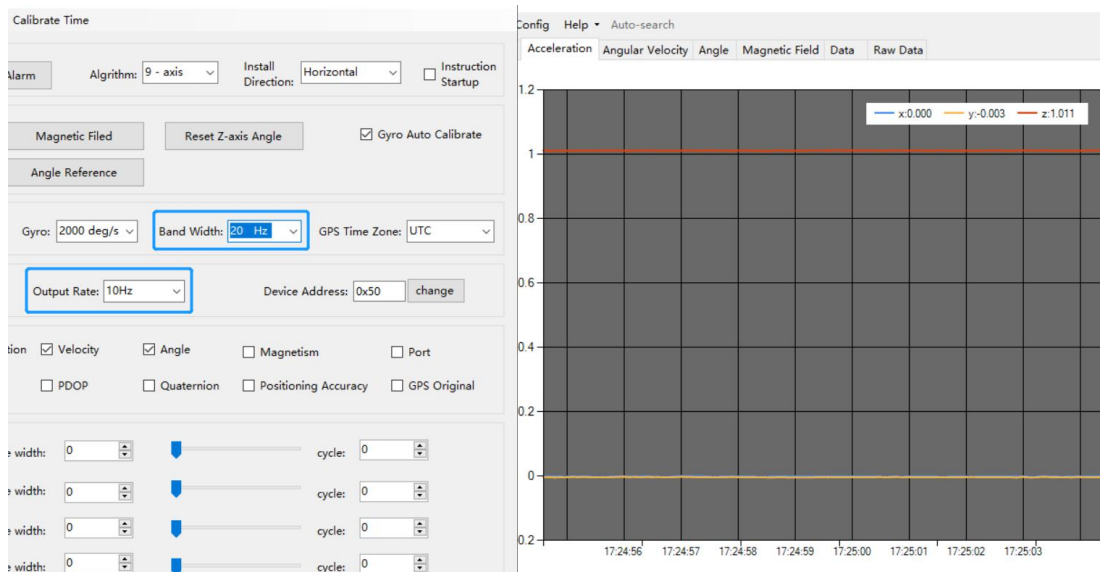 Calibrate Time
Alarm
Algrithm: 9 - axis
Install Direction: Horizontal
Instruction Startup
Magnetic Filed
Reset Z-axis Angle
Gyro Auto Calibrate
Angle Reference
Gyro: 2000 deg/s
Band Width: 20 Hz
GPS Time Zone: UTC
Output Rate: 10Hz
Device Address: 0x50
change
tion
Velocity
Angle
Magnetism
Port
PDOP
Quaternion
Positioning Accuracy
GPS Original
e width: 0
cycle: 0
e width: 0
cycle: 0
e width: 0
cycle: 0
e width: 0
cycle: 0
Config Help Auto-search
Acceleration Angular Velocity Angle Magnetic Field Data Raw Data
x:0.000 y:-0.003 z:1.011
1.2
1
0.8
0.6
0.4
0.2
0
0.2
17:24:56 17:24:57 17:24:58 17:24:59 17:25:00 17:25:01 17:25:02 17:25:03